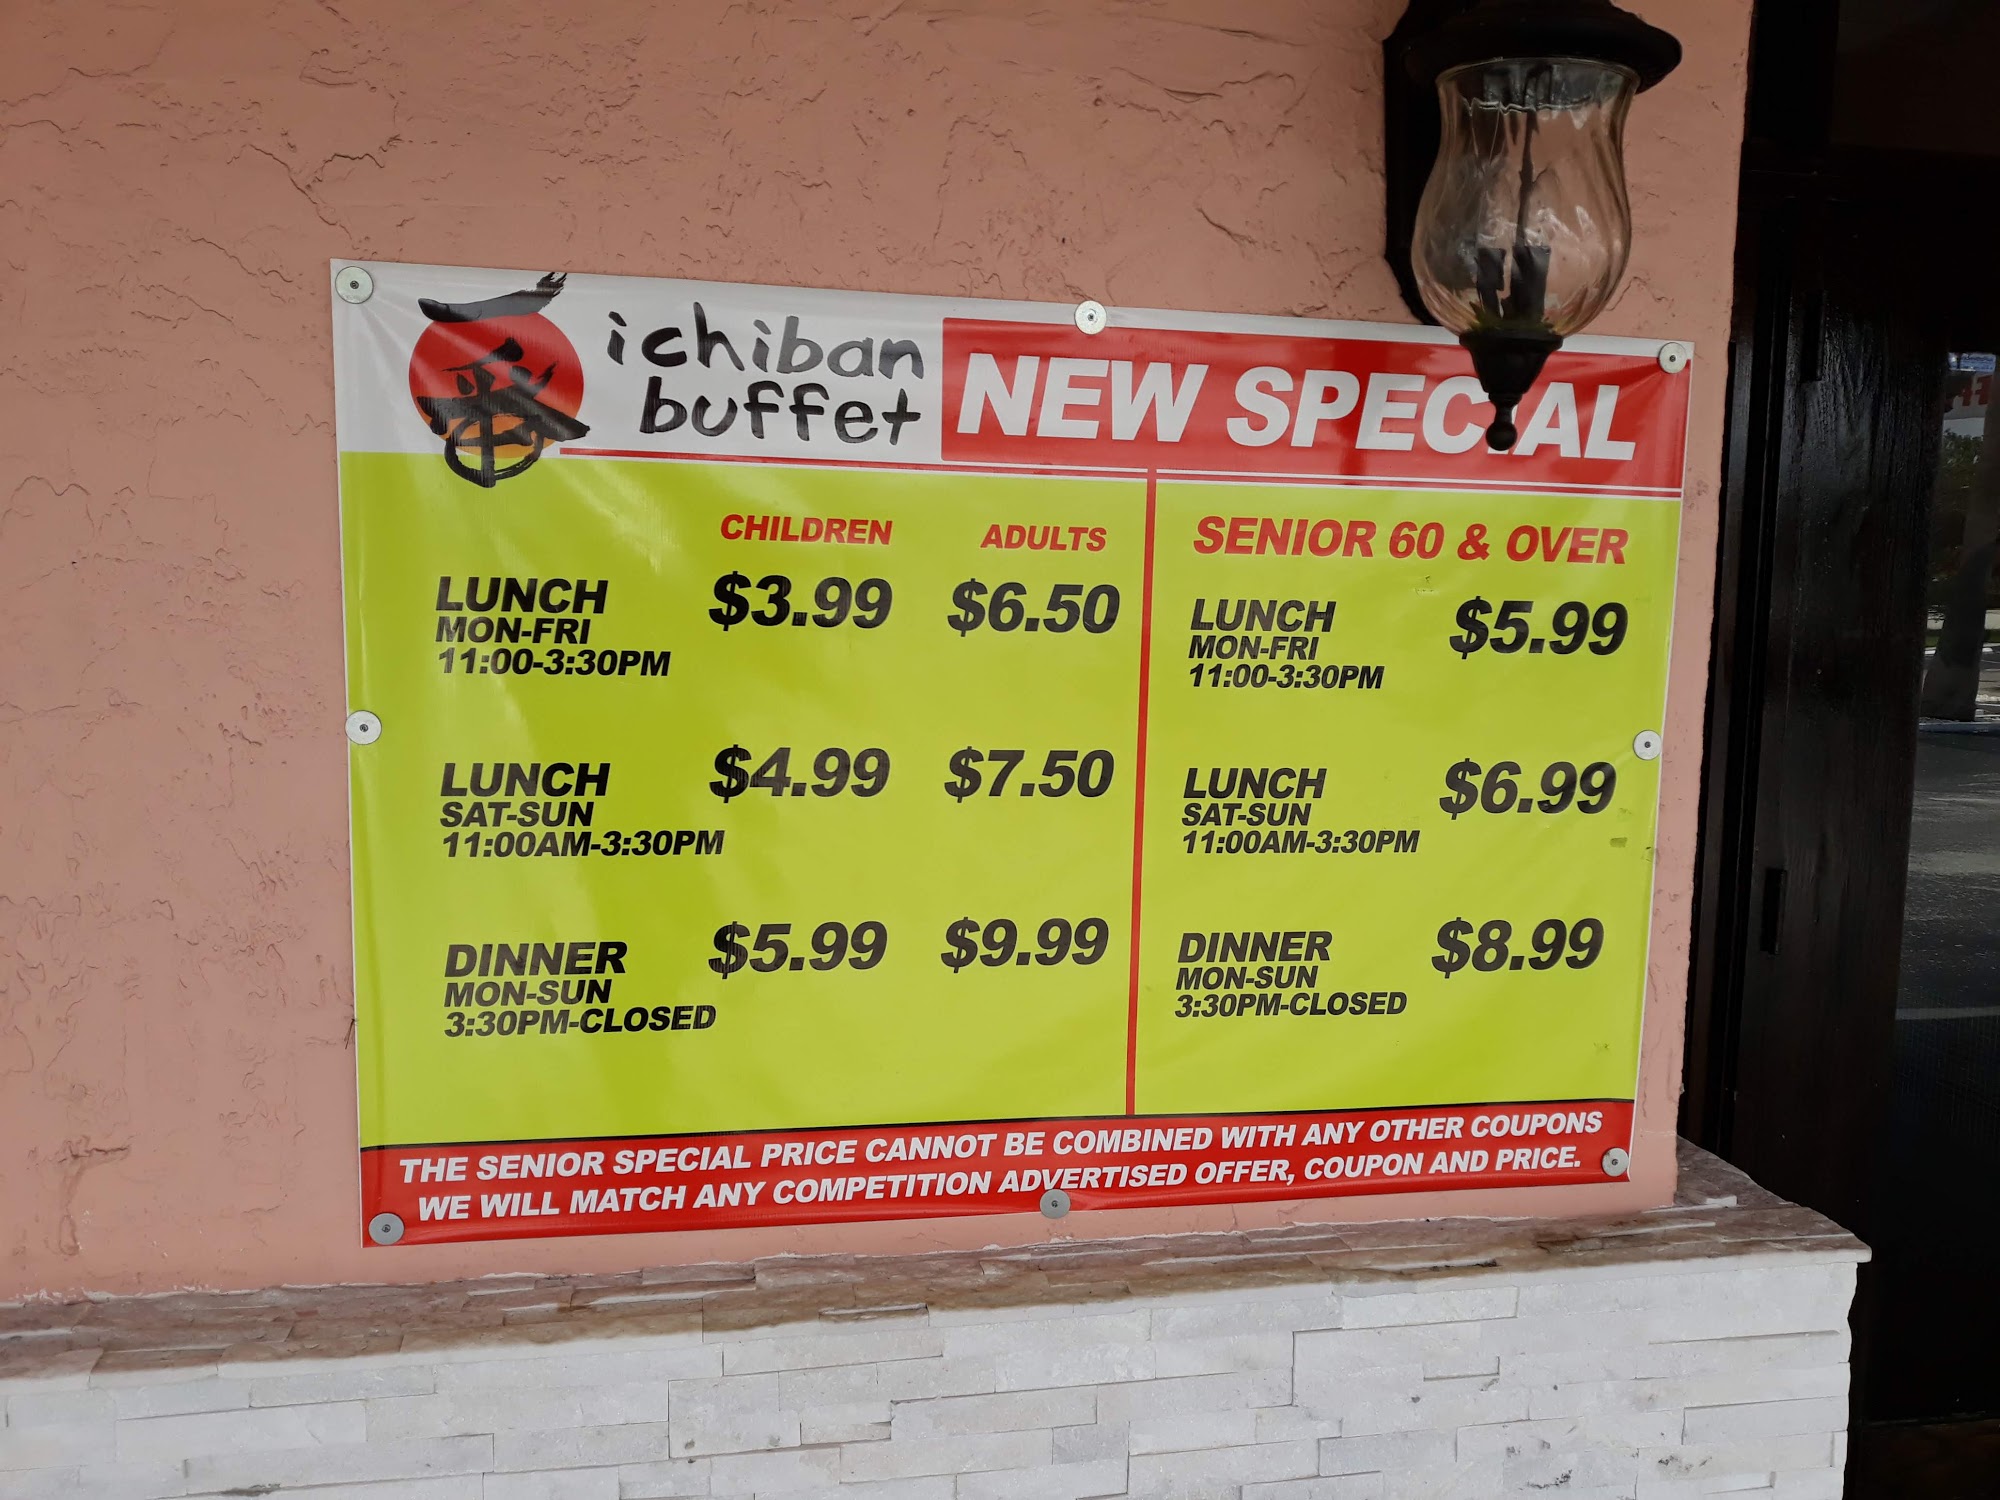 一番
ichiban
buffet
NEW SPECIAL
CHILDREN ADULTS
LUNCH $3.99 $6.50
MON-FRI
11:00-3:30PM
LUNCH $4.99 $7.50
SAT-SUN
11:00AM-3:30PM
DINNER $5.99 $9.99
MON-SUN
3:30PM-CLOSED
SENIOR 60 & OVER
LUNCH $5.99
MON-FRI
11:00-3:30PM
LUNCH $6.99
SAT-SUN
11:00AM-3:30PM
DINNER $8.99
MON-SUN
3:30PM-CLOSED
THE SENIOR SPECIAL PRICE CANNOT BE COMBINED WITH ANY OTHER COUPONS
WE WILL MATCH ANY COMPETITION ADVERTISED OFFER, COUPON AND PRICE.